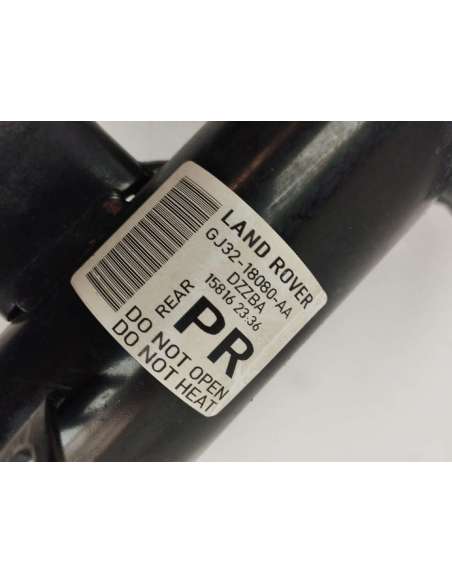 LAND ROVER
GJ32-18080-AA
DZZBA
15816 23:36
REAR
PR
DO NOT OPEN
DO NOT HEAT